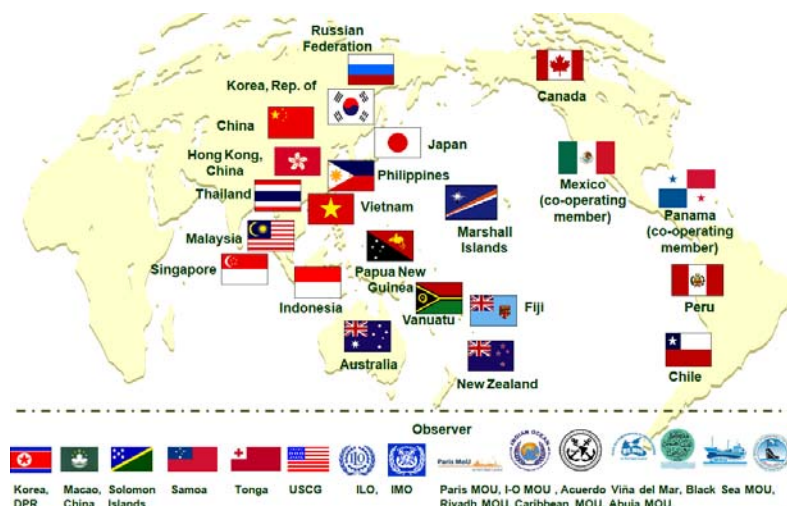 Russian
Federation
Korea, Rep. of
Canada
China
Japan
Hong Kong,
China
Philippines
Mexico
(co-operating
member)
Thailand
Vietnam
Marshall
Islands
Panama
(co-operating
member)
Malaysia
Singapore
Papua New
Guinea
Indonesia
Vanuatu
Fiji
Peru
Australia
New Zealand
Chile
Observer
Paris MoU
Korea,
DPR
Macao,
China
Solomon
Islands
Samoa
Tonga
USCG
ILO,
IMO
Paris MOU, I-O MOU , Acuerdo Viña del Mar, Black Sea MOU,
Riyadh MOU, Caribbean MOU, Abuja MOU